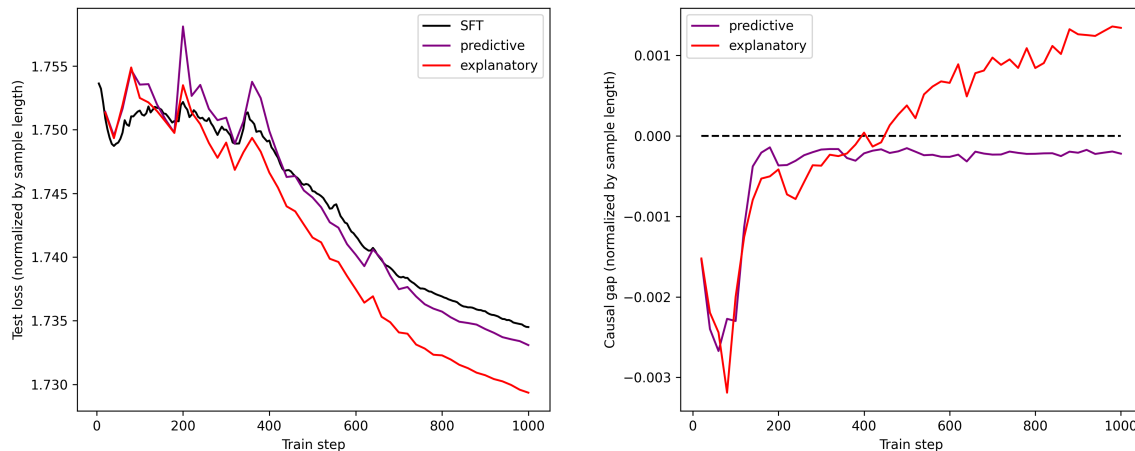 SFT
predictive
explanatory
1.755
1.750
1.745
1.740
1.735
1.730
Test loss (normalized by sample length)
0 200 400 600 800 1000
Train step
predictive
explanatory
0.001
0.000
−0.001
−0.002
−0.003
Causal gap (normalized by sample length)
0 200 400 600 800 1000
Train step